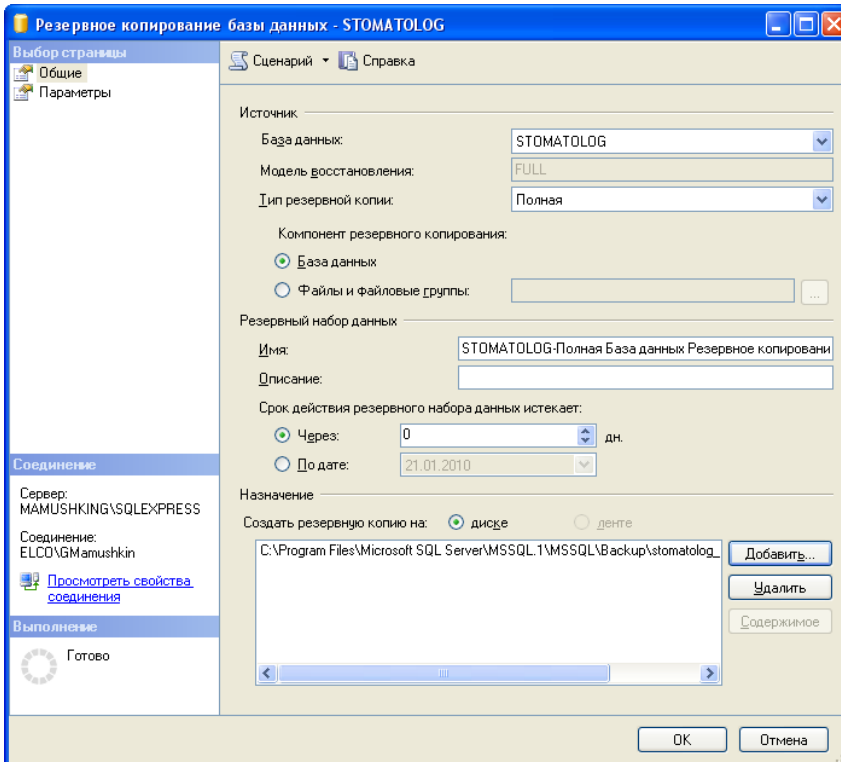 Резервное копирование базы данных - STOMATOLOG
Выбор страницы
Общие
Параметры
Сценарий
Справка
Источник
База данных:
STOMATOLOG
Модель восстановления:
FULL
Тип резервной копии:
Полная
Компонент резервного копирования:
База данных
Файлы и файловые группы:
...
Резервный набор данных
Имя:
STOMATOLOG-Полная База данных Резервное копировани
Описание:
Срок действия резервного набора данных истекает:
Через:
0
дн.
По дате:
21.01.2010
Соединение
Сервер:
MAMUSHKING\SQLEXPRESS
Соединение:
ELCO\GMamushkin
Просмотреть свойства
соединения
Выполнение
Готово
Назначение
Создать резервную копию на:
диске
ленте
C:\Program Files\Microsoft SQL Server\MSSQL.1\MSSQL\Backup\stomatolog_
Добавить...
Удалить
Содержимое
OK
Отмена